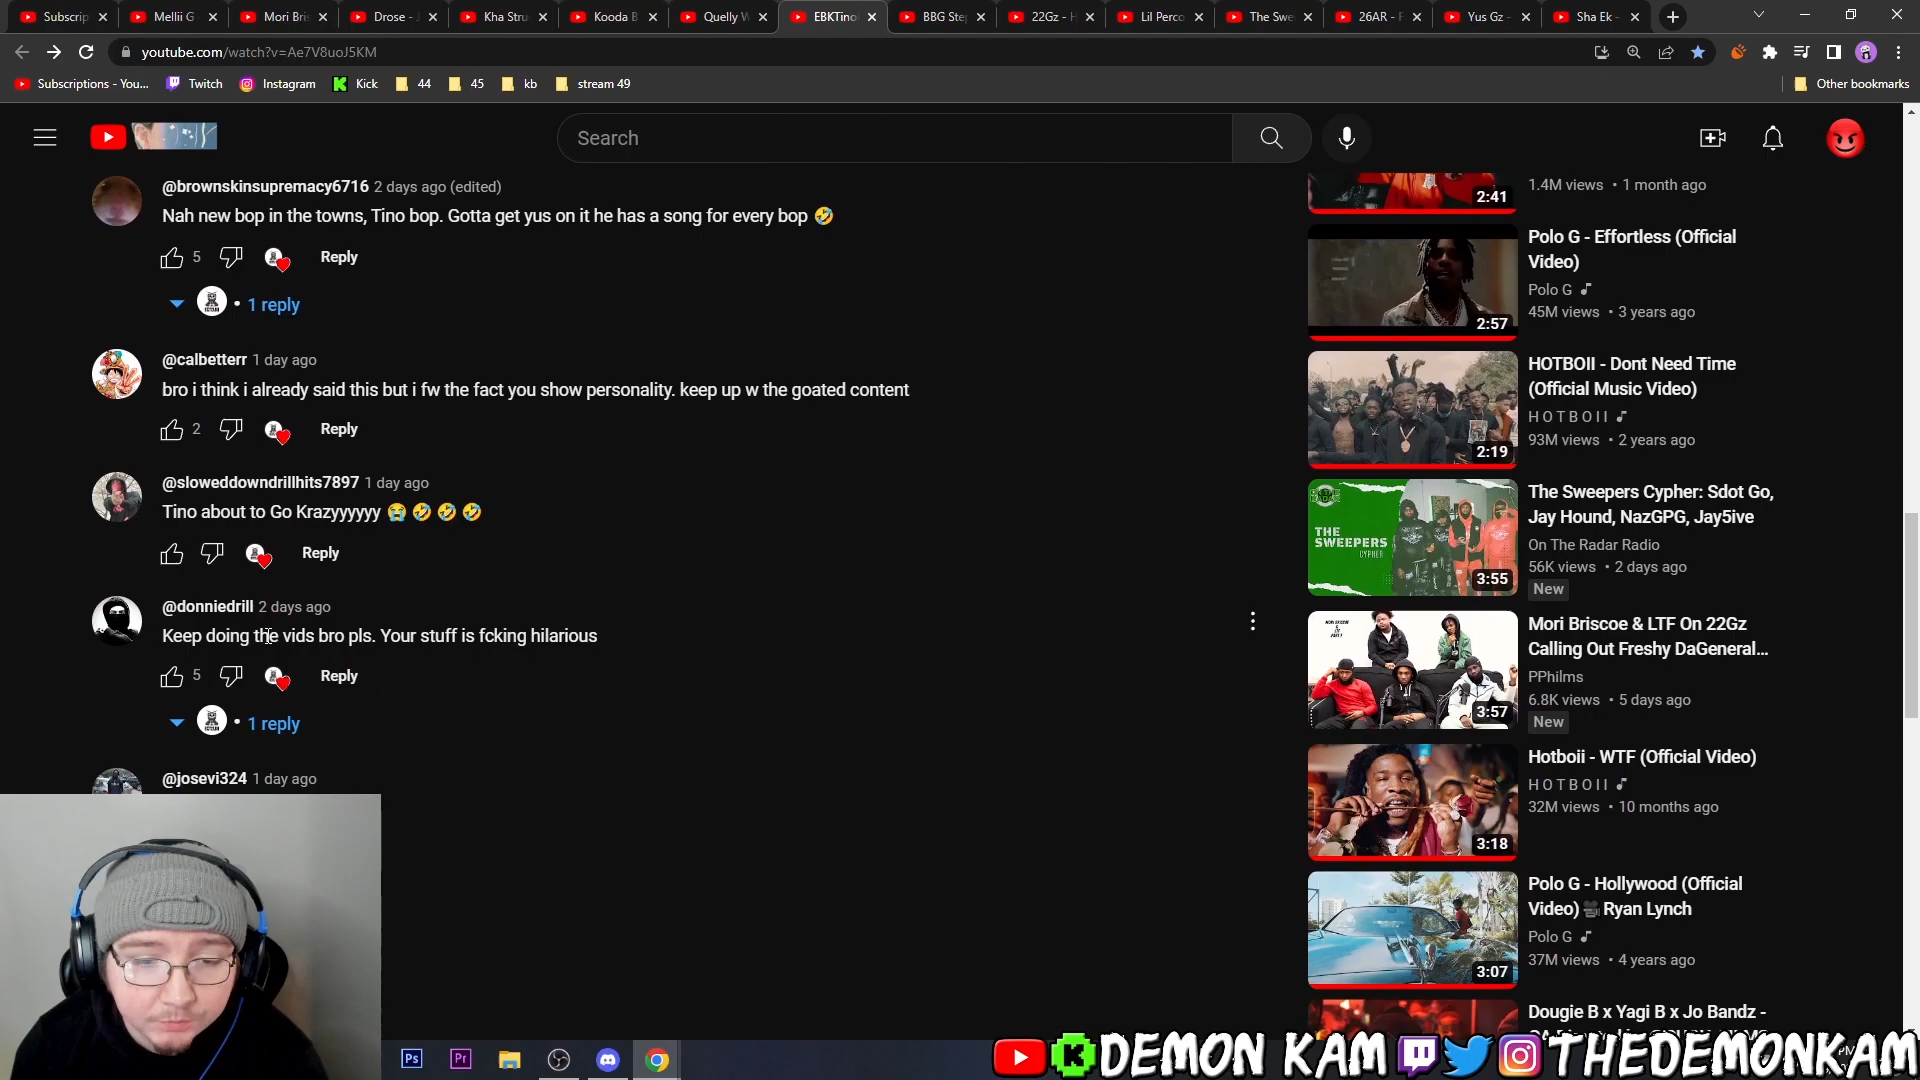 Subscrip
Mellii G
Mori Bris
Drose - J
Kha Stru
Kooda B
Quelly W
EBKTino
BBG Step
22Gz - H
Lil Perco
The Swe
26AR - F
Yus Gz -
Sha Ek -
youtube.com/watch?v=Ae7V8uoJ5KM
Subscriptions - You...
Twitch
Instagram
Kick
44
45
kb
stream 49
Other bookmarks
Search
@brownskinsupremacy6716 2 days ago (edited)
Nah new bop in the towns, Tino bop. Gotta get yus on it he has a song for every bop 🤣
5
Reply
• 1 reply
@calbetterr 1 day ago
bro i think i already said this but i fw the fact you show personality. keep up w the goated content
2
Reply
@sloweddowndrillhits7897 1 day ago
Tino about to Go Krazyyyyyy 😭 🤣 🤣 🤣
Reply
@donniedrill 2 days ago
Keep doing the vids bro pls. Your stuff is fcking hilarious
5
Reply
• 1 reply
@josevi324 1 day ago
2:41
1.4M views • 1 month ago
2:57
Polo G - Effortless (Official
Video)
Polo G
45M views • 3 years ago
2:19
HOTBOII - Dont Need Time
(Official Music Video)
H O T B O I I
93M views • 2 years ago
THE
SWEEPERS
CYPHER
3:55
The Sweepers Cypher: Sdot Go,
Jay Hound, NazGPG, Jay5ive
On The Radar Radio
56K views • 2 days ago
New
3:57
Mori Briscoe & LTF On 22Gz
Calling Out Freshy DaGeneral...
PPhilms
6.8K views • 5 days ago
New
3:18
Hotboii - WTF (Official Video)
H O T B O I I
32M views • 10 months ago
3:07
Polo G - Hollywood (Official
Video) 🎥 Ryan Lynch
Polo G
37M views • 4 years ago
Dougie B x Yagi B x Jo Bandz -
Ps
Pr
K
DEMON KAM
THEDEMONKAM